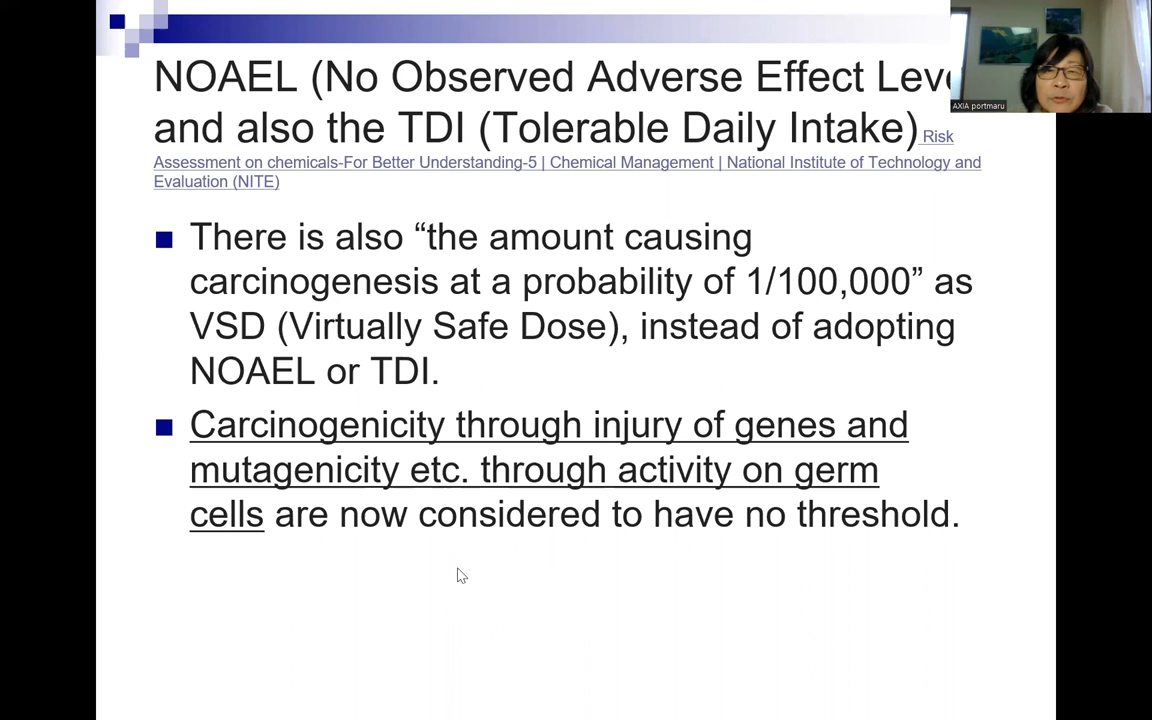 NOAEL (No Observed Adverse Effect
and also the TDI (Tolerable Daily Intake) Risk
Assessment on chemicals-For Better Understanding-5 | Chemical Management | National Institute of Technology and
Evaluation (NITE)
AXIA portmaru
There is also “the amount causing
carcinogenesis at a probability of 1/100,000” as
VSD (Virtually Safe Dose), instead of adopting
NOAEL or TDI.
Carcinogenicity through injury of genes and
mutagenicity etc. through activity on germ
cells are now considered to have no threshold.